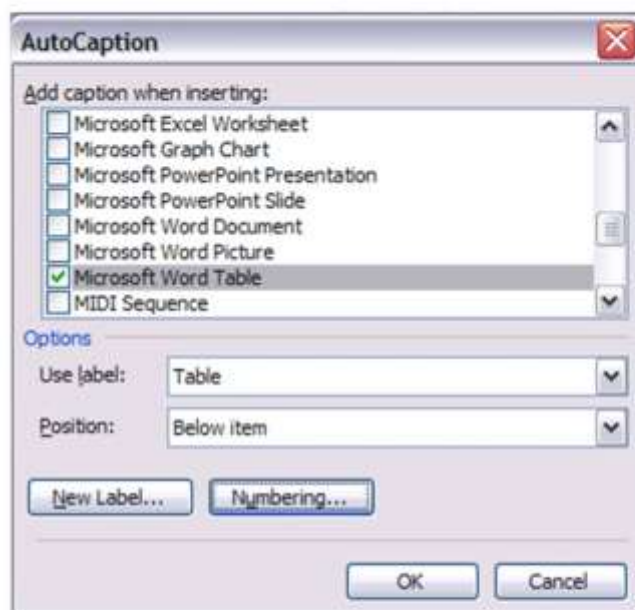 AutoCaption
Add caption when inserting:
Microsoft Excel Worksheet
Microsoft Graph Chart
Microsoft PowerPoint Presentation
Microsoft PowerPoint Slide
Microsoft Word Document
Microsoft Word Picture
Microsoft Word Table
MIDI Sequence
Options
Use label: Table
Position: Below item
New Label... Numbering...
OK Cancel